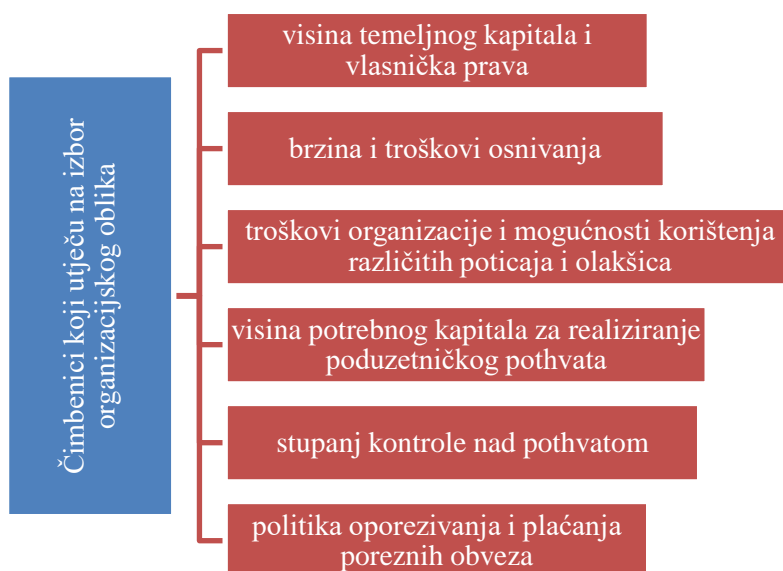 Čimbenici koji utječu na izbor
organizacijskog oblika
visina temeljnog kapitala i
vlasnička prava
brzina i troškovi osnivanja
troškovi organizacije i mogućnosti korištenja
različitih poticaja i olakšica
visina potrebnog kapitala za realiziranje
poduzetničkog pothvata
stupanj kontrole nad pothvatom
politika oporezivanja i plaćanja
poreznih obveza